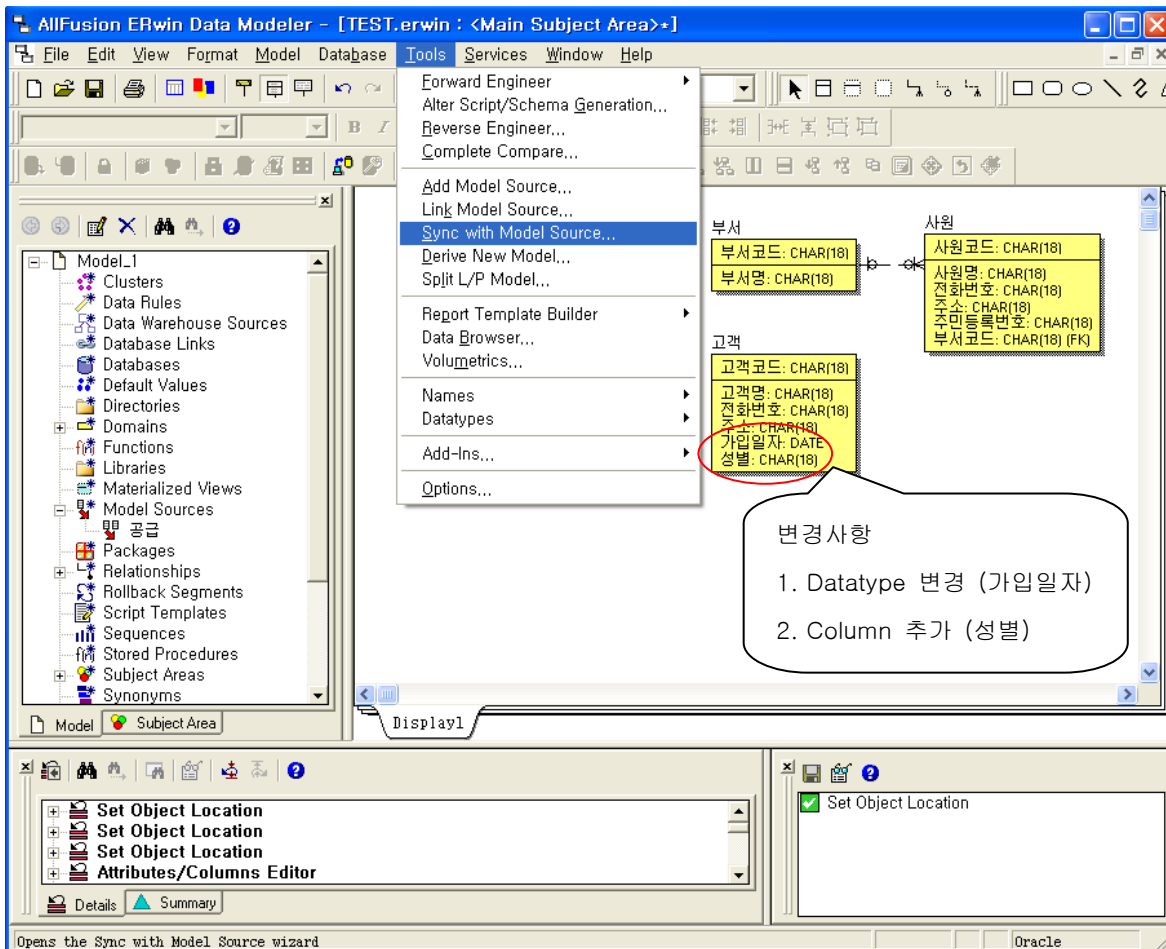 AllFusion ERwin Data Modeler - [TEST.erwin : <Main Subject Area>*]
File Edit View Format Model Database Tools Services Window Help
Forward Engineer
Alter Script/Schema Generation...
Reverse Engineer...
Complete Compare...
Add Model Source...
Link Model Source...
Sync with Model Source...
Derive New Model...
Split L/P Model...
Report Template Builder
Data Browser...
Volumetrics...
Names
Datatypes
Add-Ins...
Options...
Model_1
Clusters
Data Rules
Data Warehouse Sources
Database Links
Databases
Default Values
Directories
Domains
Functions
Libraries
Materialized Views
Model Sources
공급
Packages
Relationships
Rollback Segments
Script Templates
Sequences
Stored Procedures
Subject Areas
Synonyms
Model Subject Area
부서
부서코드: CHAR(18)
부서명: CHAR(18)
사원
사원코드: CHAR(18)
사원명: CHAR(18)
전화번호: CHAR(18)
주소: CHAR(18)
주민등록번호: CHAR(18)
부서코드: CHAR(18) (FK)
고객
고객코드: CHAR(18)
고객명: CHAR(18)
전화번호: CHAR(18)
주소: CHAR(18)
가입일자: DATE
성별: CHAR(18)
변경사항
1. Datatype 변경 (가입일자)
2. Column 추가 (성별)
Display1
Set Object Location
Set Object Location
Set Object Location
Attributes/Columns Editor
Details Summary
Set Object Location
Opens the Sync with Model Source wizard
Oracle